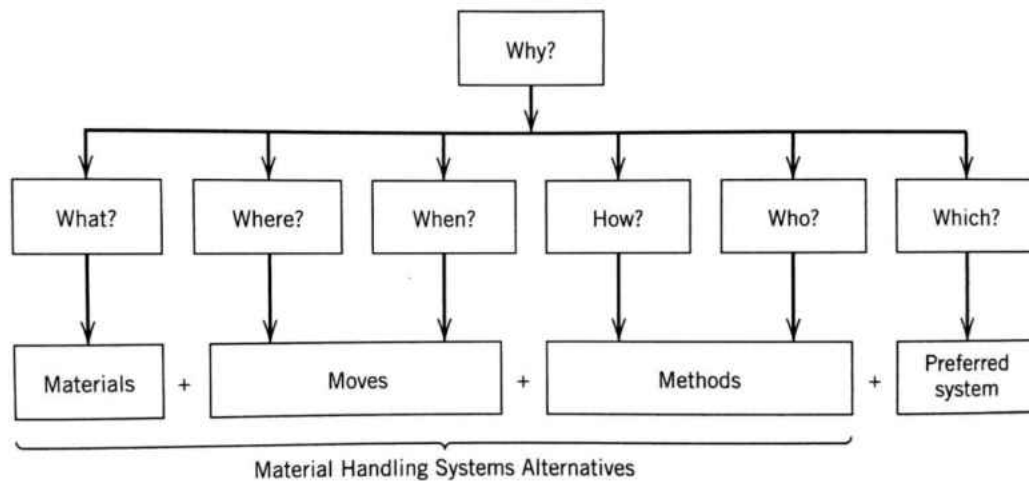 Why?
What?
Where?
When?
How?
Who?
Which?
Materials
+
Moves
+
Methods
+
Preferred
system
Material Handling Systems Alternatives